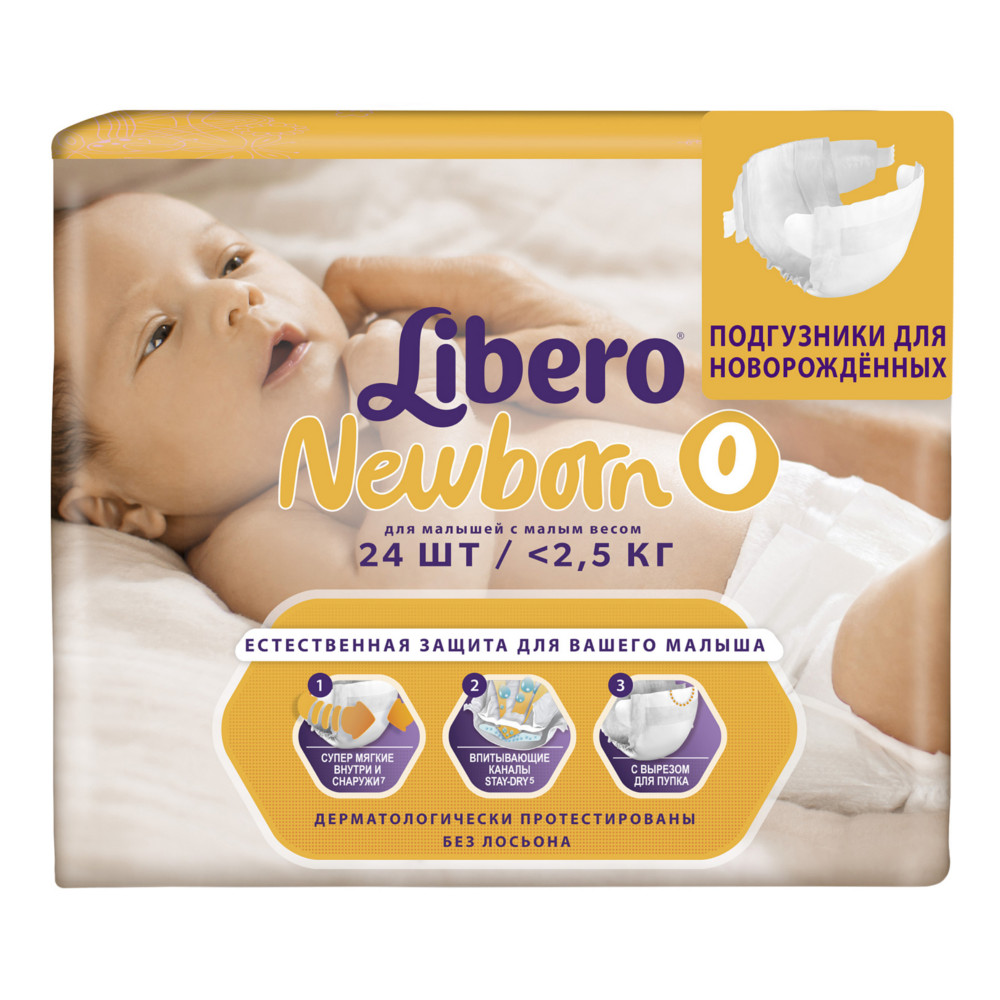 ПОДГУЗНИКИ ДЛЯ
НОВОРОЖДЁННЫХ
Libero®
Newborn 0
для малышей с малым весом
24 ШТ / <2,5 КГ
ЕСТЕСТВЕННАЯ ЗАЩИТА ДЛЯ ВАШЕГО МАЛЫША
1
СУПЕР МЯГКИЕ
ВНУТРИ И
СНАРУЖИ7
2
ВПИТЫВАЮЩИЕ
КАНАЛЫ
STAY-DRY5
3
С ВЫРЕЗОМ
ДЛЯ ПУПКА
ДЕРМАТОЛОГИЧЕСКИ ПРОТЕСТИРОВАНЫ
БЕЗ ЛОСЬОНА